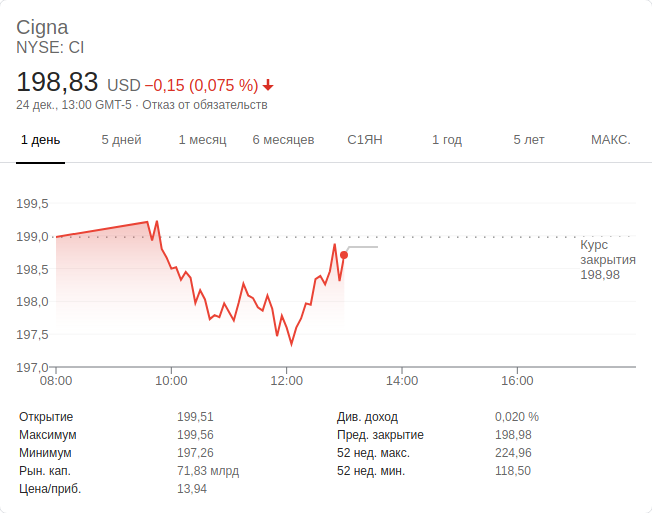 Cigna
NYSE: CI
198,83 USD −0,15 (0,075 %)
24 дек., 13:00 GMT-5 · Отказ от обязательств
1 день 5 дней 1 месяц 6 месяцев С1ЯН 1 год 5 лет МАКС.
199,5
199,0
198,5
198,0
197,5
197,0
Курс
закрытия
198,98
08:00 10:00 12:00 14:00 16:00
Открытие 199,51 Див. доход 0,020 %
Максимум 199,56 Пред. закрытие 198,98
Минимум 197,26 52 нед. макс. 224,96
Рын. кап. 71,83 млрд 52 нед. мин. 118,50
Цена/приб. 13,94